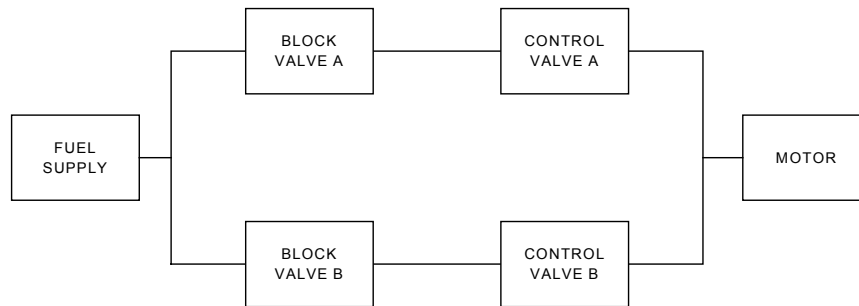 BLOCK
VALVE A
CONTROL
VALVE A
FUEL
SUPPLY
MOTOR
BLOCK
VALVE B
CONTROL
VALVE B